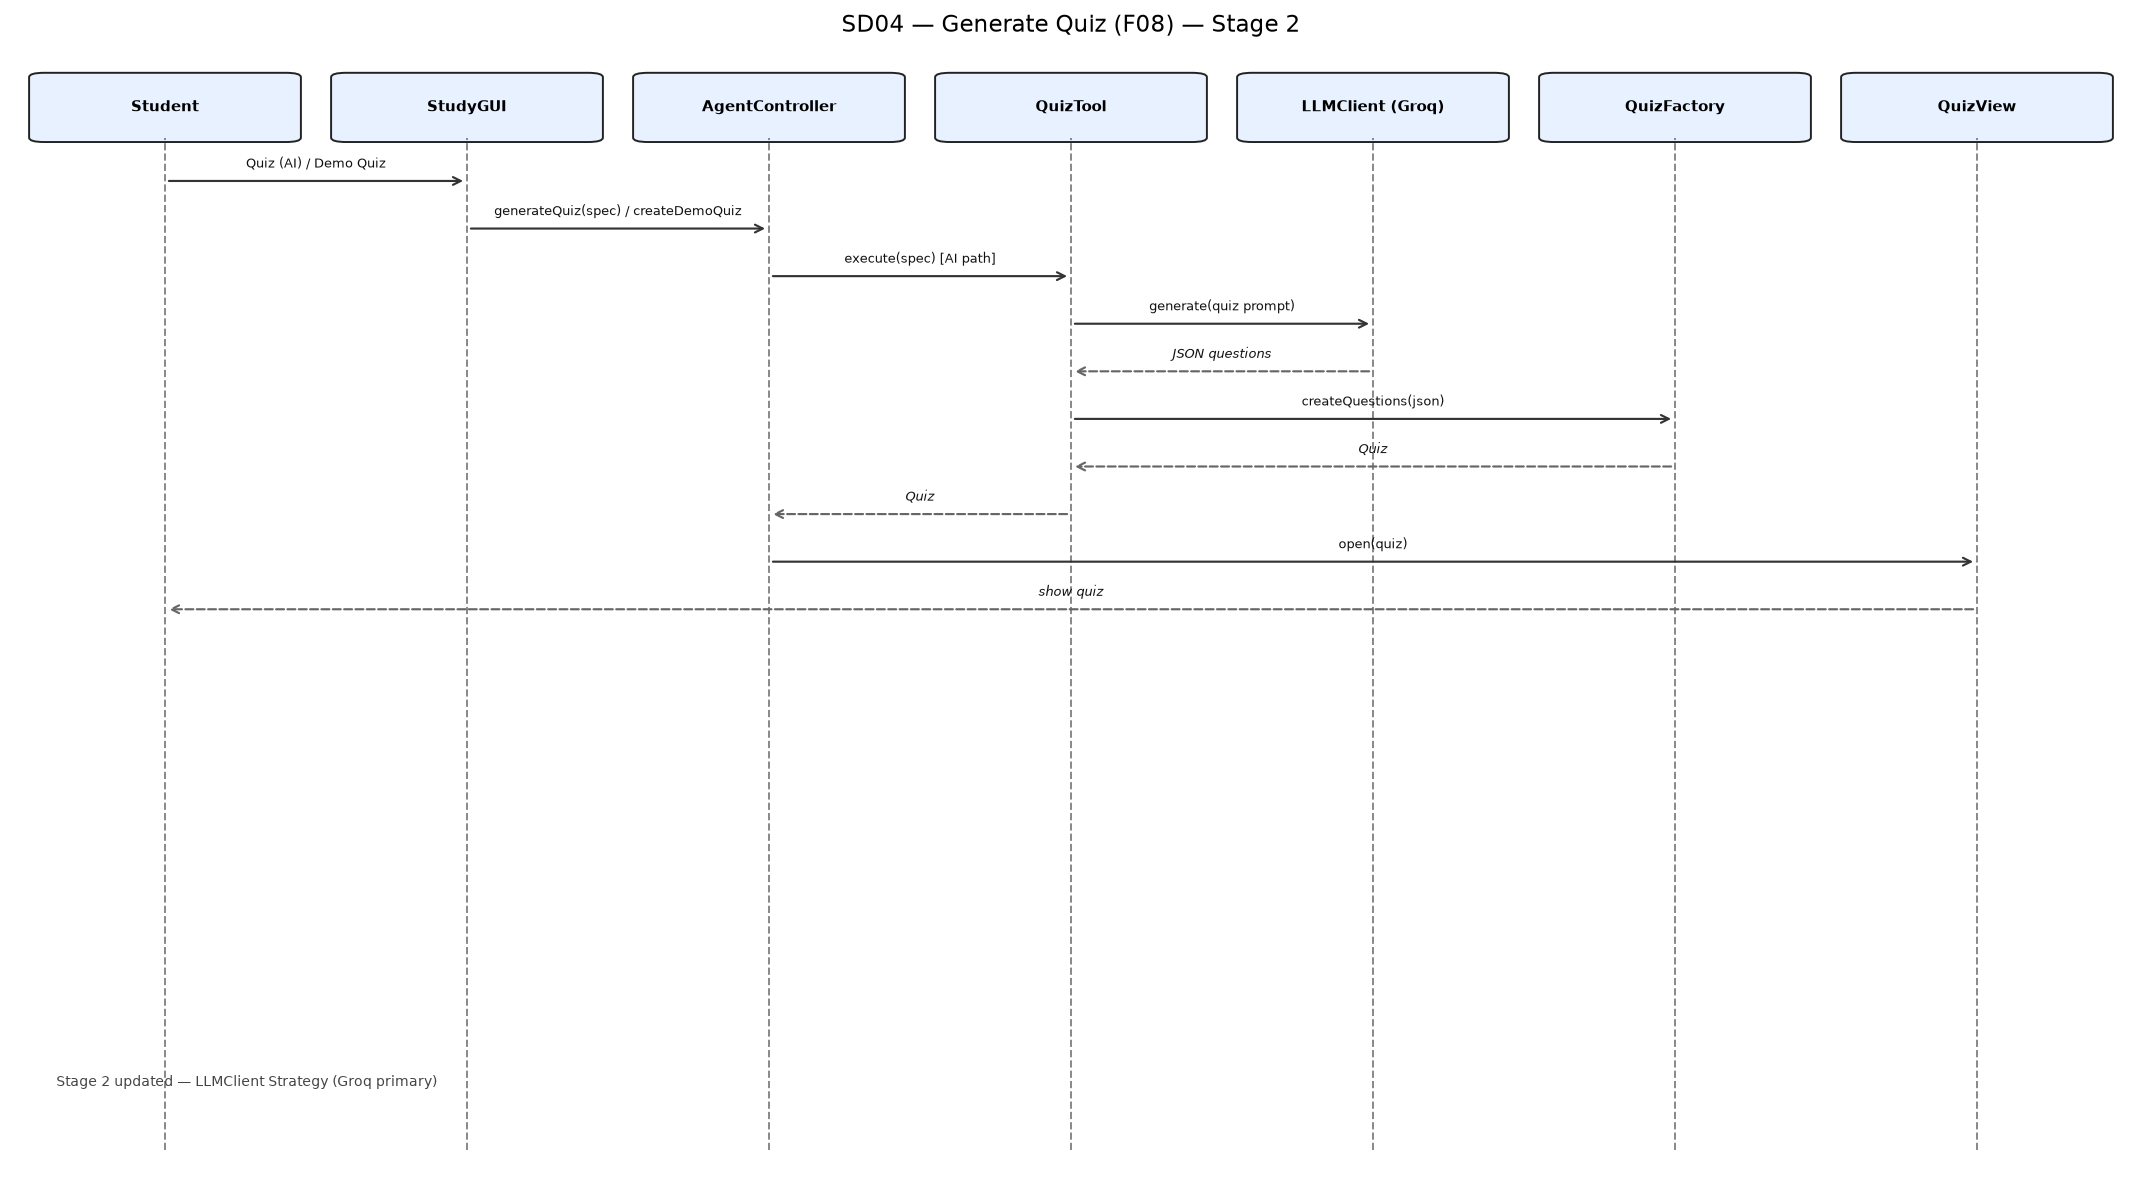 SD04 — Generate Quiz (F08) — Stage 2
Student
StudyGUI
AgentController
QuizTool
LLMClient (Groq)
QuizFactory
QuizView
Quiz (AI) / Demo Quiz
generateQuiz(spec) / createDemoQuiz
execute(spec) [AI path]
generate(quiz prompt)
JSON questions
createQuestions(json)
Quiz
Quiz
open(quiz)
show quiz
Stage 2 updated — LLMClient Strategy (Groq primary)